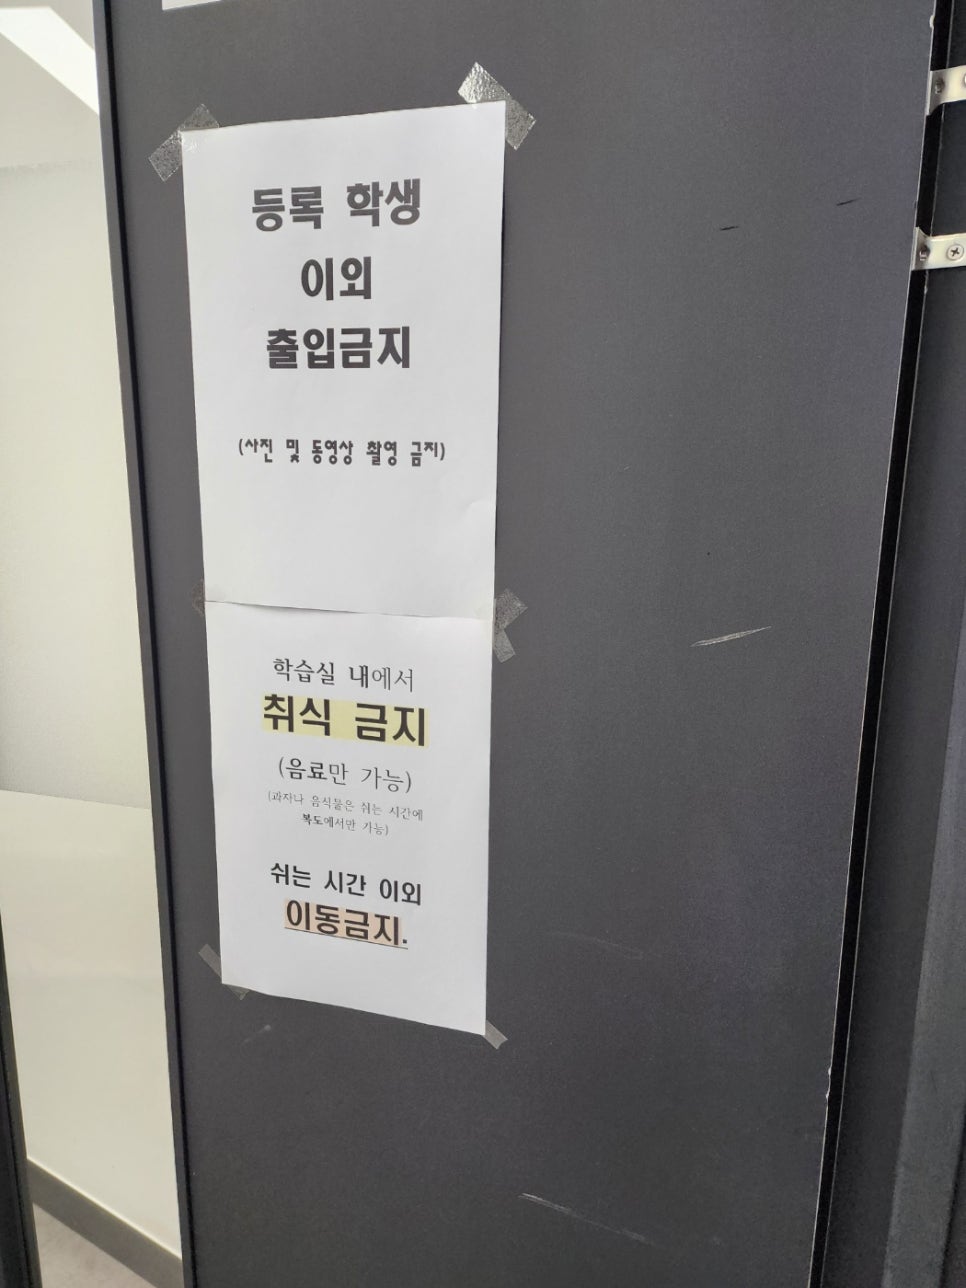 등록 학생
이외
출입금지
(사진 및 동영상 촬영 금지)
학습실 내에서
취식 금지
(음료만 가능)
(과자나 음식물은 쉬는 시간에
복도에서만 가능)
쉬는 시간 이외
이동금지.